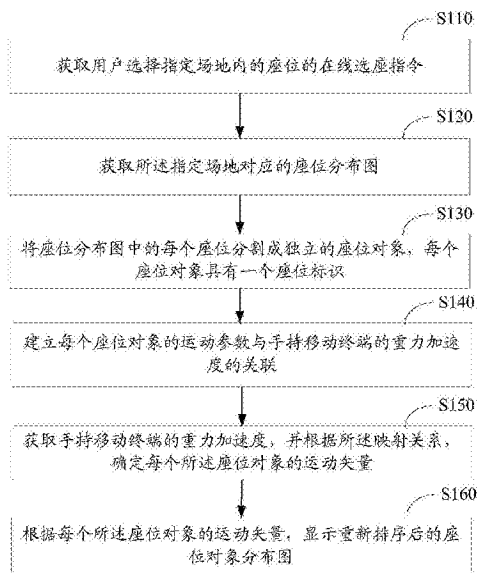 S110
获取用户选择指定场地内的座位的在线选座指令
S120
获取所述指定场地对应的座位分布图
S130
将座位分布图中的每个座位分割成独立的座位对象，每个
座位对象具有一个座位标识
S140
建立每个座位对象的运动参数与手持移动终端的重力加速
度的关联
S150
获取手持移动终端的重力加速度，并根据所述映射关系，
确定每个所述座位对象的运动矢量
S160
根据每个所述座位对象的运动矢量，显示重新排序后的座
位对象分布图